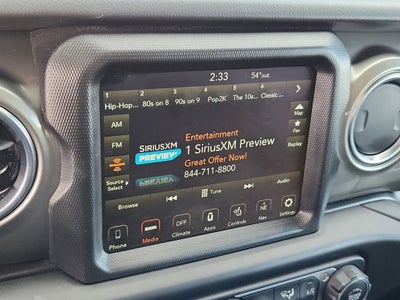 2:33
54°out.
1 2 3 4 5 6
Hip-Hop... 80s on 8 90s on 9 Pop2K The 10s... Classic ...
AM
Map
FM
Fav
SIRIUSXM
PREVIEW
Entertainment
1 SiriusXM Preview
Great Offer Now!
844-711-8800
Replay
Source
Select
Browse
Tune
Audio
OFF
NE
Phone
Media
Climate
Apps
Controls
Nav
Settings
A/C